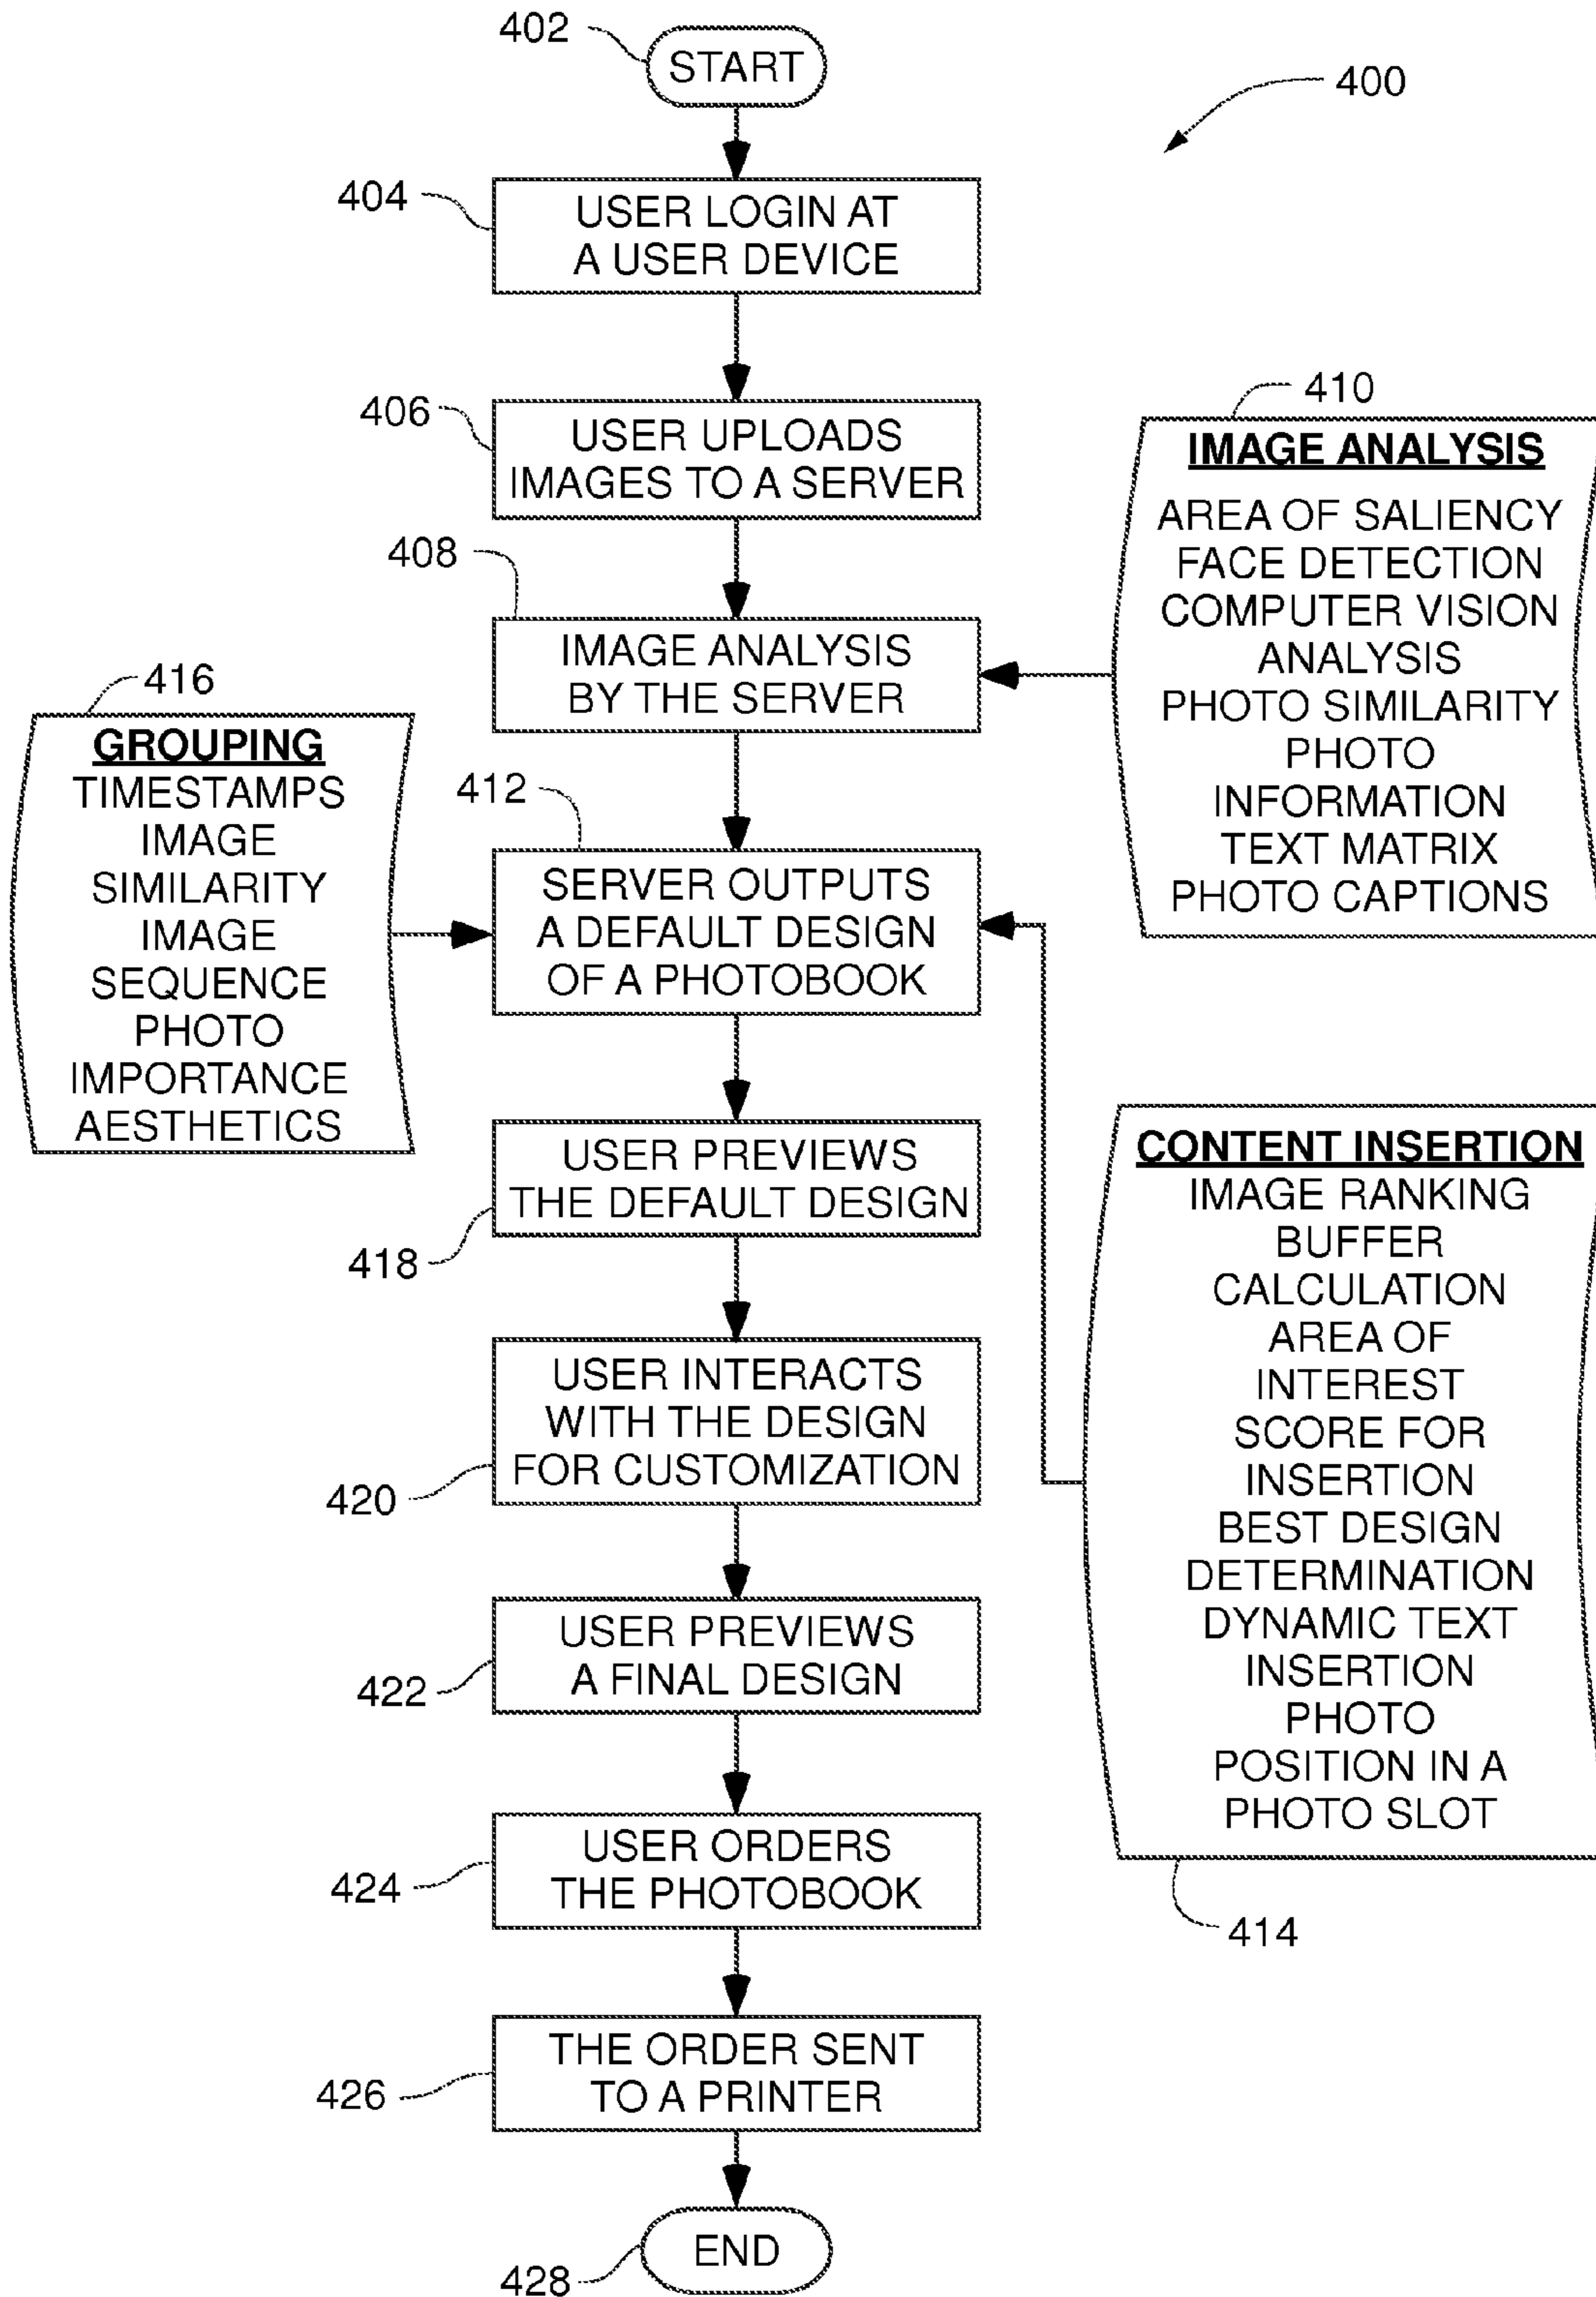 402
START
400
404
USER LOGIN AT
A USER DEVICE
406
USER UPLOADS
IMAGES TO A SERVER
410
IMAGE ANALYSIS
AREA OF SALIENCY
FACE DETECTION
COMPUTER VISION
ANALYSIS
PHOTO SIMILARITY
PHOTO
INFORMATION
TEXT MATRIX
PHOTO CAPTIONS
408
IMAGE ANALYSIS
BY THE SERVER
416
GROUPING
TIMESTAMPS
IMAGE
SIMILARITY
IMAGE
SEQUENCE
PHOTO
IMPORTANCE
AESTHETICS
412
SERVER OUTPUTS
A DEFAULT DESIGN
OF A PHOTOBOOK
CONTENT INSERTION
IMAGE RANKING
BUFFER
CALCULATION
AREA OF
INTEREST
SCORE FOR
INSERTION
BEST DESIGN
DETERMINATION
DYNAMIC TEXT
INSERTION
PHOTO
POSITION IN A
PHOTO SLOT
414
USER PREVIEWS
THE DEFAULT DESIGN
418
USER INTERACTS
WITH THE DESIGN
FOR CUSTOMIZATION
420
USER PREVIEWS
A FINAL DESIGN
422
USER ORDERS
THE PHOTOBOOK
424
THE ORDER SENT
TO A PRINTER
426
END
428